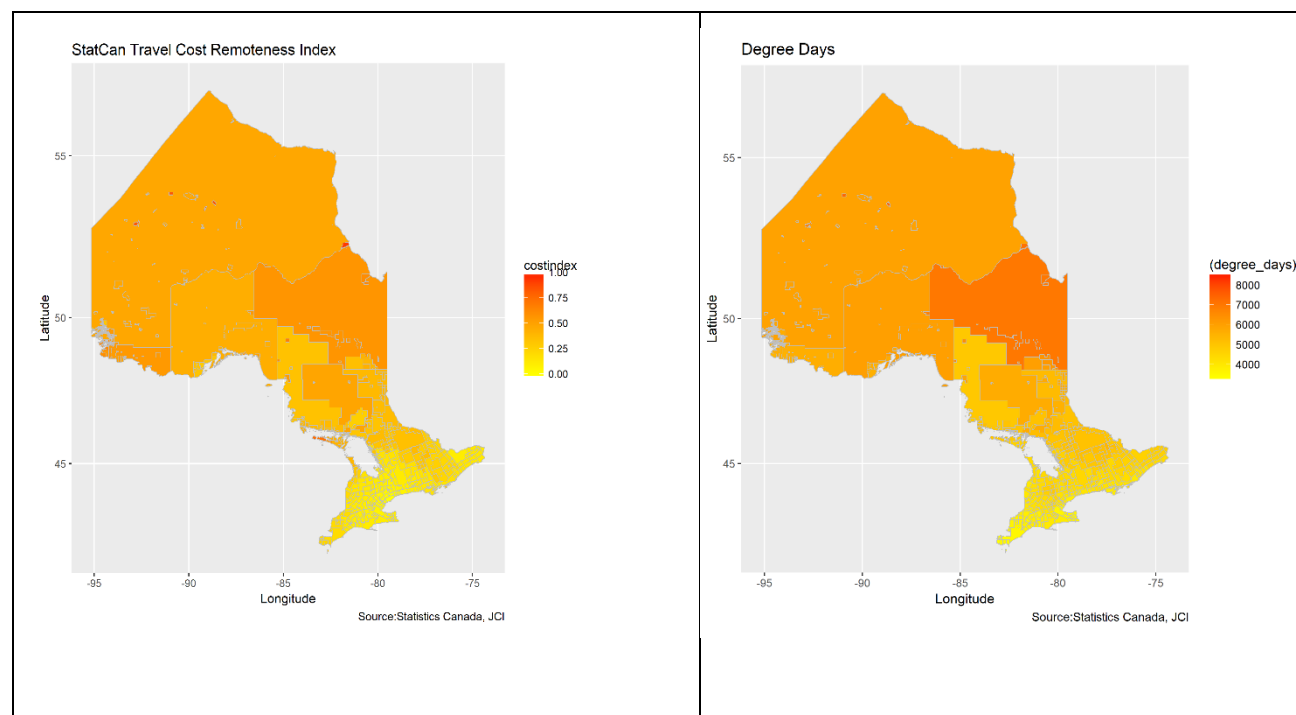 StatCan Travel Cost Remoteness Index
55
50
45
Latitude
-95 -90 -85 -80 -75
Longitude
costindex
1.00
0.75
0.50
0.25
0.00
Source:Statistics Canada, JCI
Degree Days
55
50
45
Latitude
-95 -90 -85 -80 -75
Longitude
(degree_days)
8000
7000
6000
5000
4000
Source:Statistics Canada, JCI